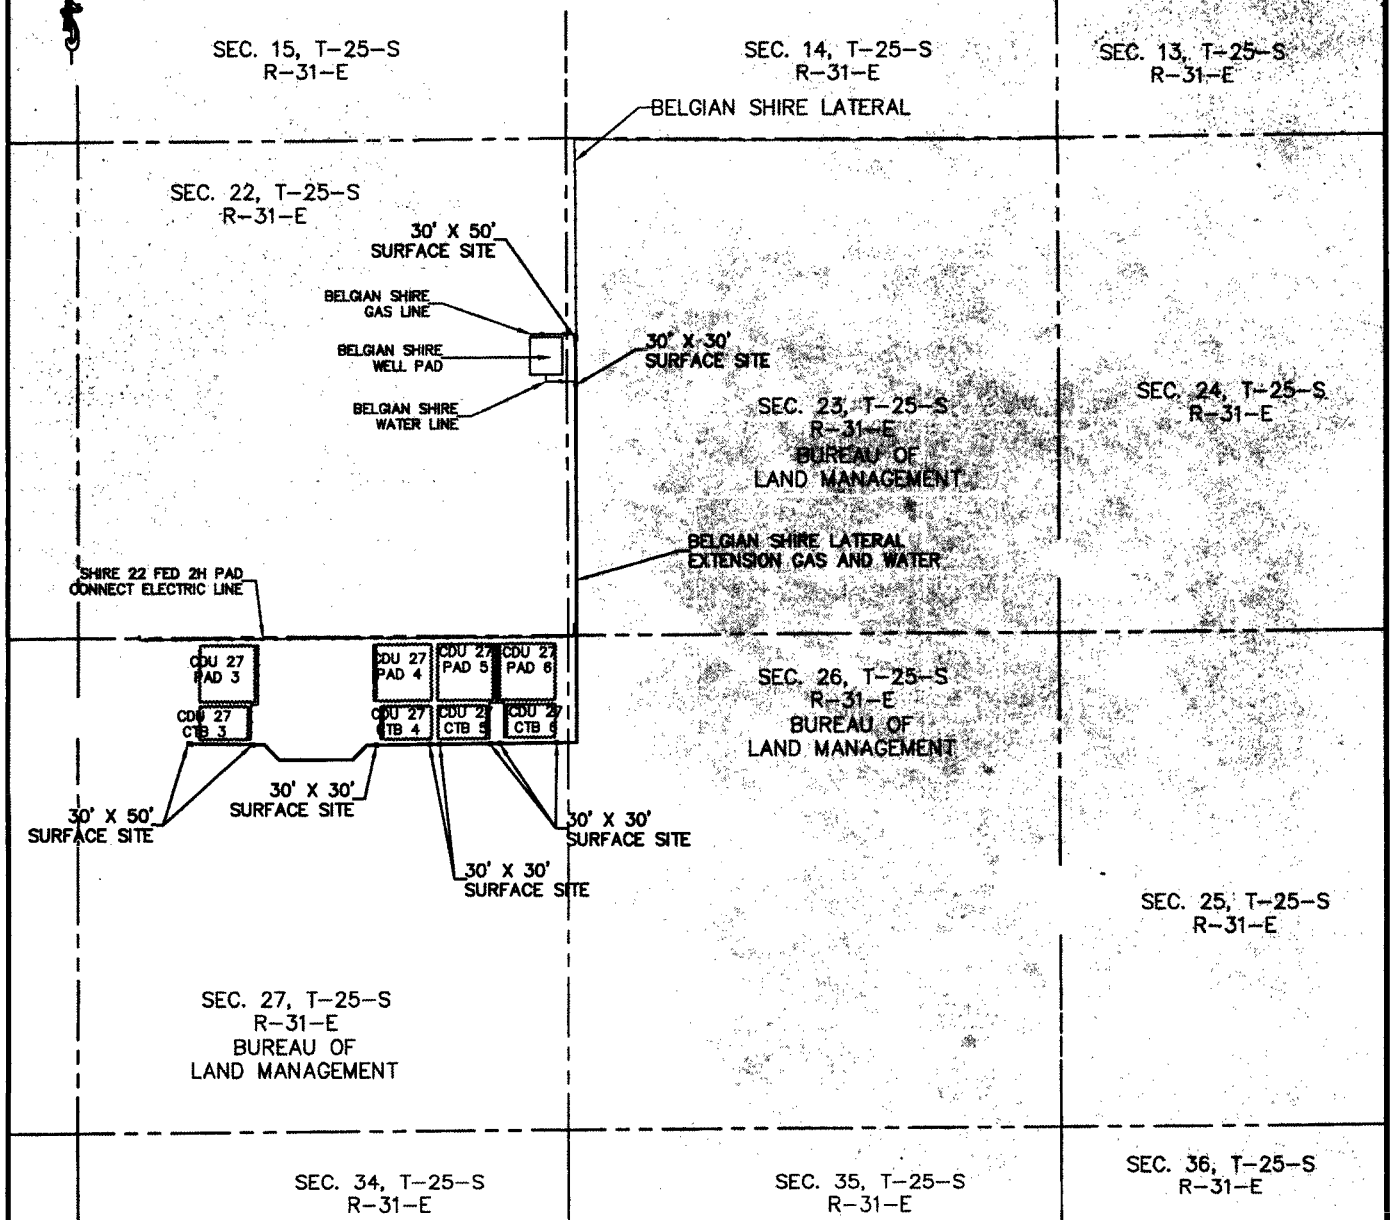 SEC. 15, T-25-S
R-31-E
SEC. 14, T-25-S
R-31-E
SEC. 13, T-25-S
R-31-E
BELGIAN SHIRE LATERAL
SEC. 22, T-25-S
R-31-E
30' X 50'
SURFACE SITE
BELGIAN SHIRE
GAS LINE
BELGIAN SHIRE
WELL PAD
30' X 30'
SURFACE SITE
BELGIAN SHIRE
WATER LINE
SEC. 23, T-25-S
R-31-E
BUREAU OF
LAND MANAGEMENT
SEC. 24, T-25-S
R-31-E
BELGIAN SHIRE LATERAL
EXTENSION GAS AND WATER
SHIRE 22 FED 2H PAD
CONNECT ELECTRIC LINE
CDU 27
PAD 3
CDU 27
PAD 4
CDU 27
PAD 5
CDU 27
PAD 6
CDU 27
CTB 3
CDU 27
CTB 4
CDU 27
CTB 5
CDU 27
CTB 6
SEC. 26, T-25-S
R-31-E
BUREAU OF
LAND MANAGEMENT
30' X 50'
SURFACE SITE
30' X 30'
SURFACE SITE
30' X 30'
SURFACE SITE
30' X 30'
SURFACE SITE
SEC. 25, T-25-S
R-31-E
SEC. 27, T-25-S
R-31-E
BUREAU OF
LAND MANAGEMENT
SEC. 34, T-25-S
R-31-E
SEC. 35, T-25-S
R-31-E
SEC. 36, T-25-S
R-31-E